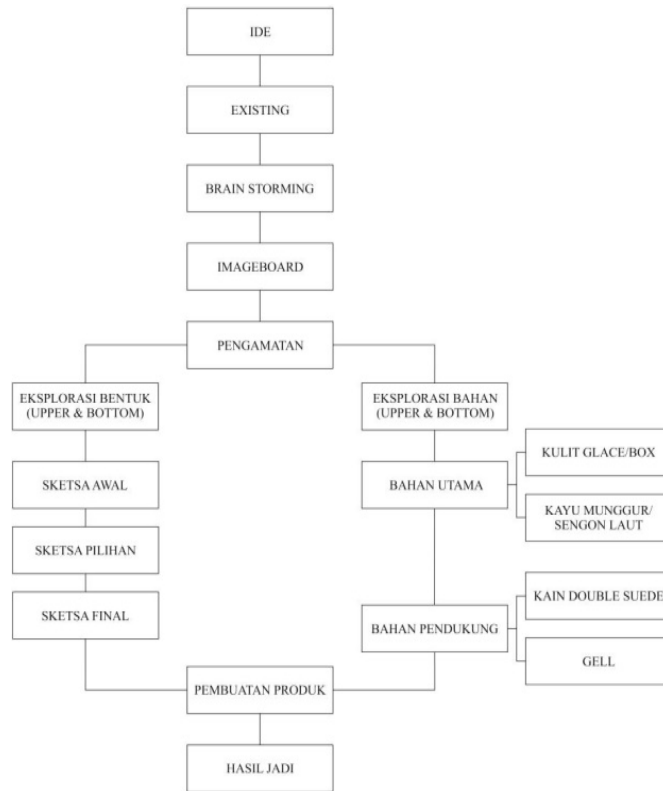 IDE
EXISTING
BRAIN STORMING
IMAGEBOARD
PENGAMATAN
EKSPLORASI BENTUK
(UPPER & BOTTOM)
SKETSA AWAL
SKETSA PILIHAN
SKETSA FINAL
EKSPLORASI BAHAN
(UPPER & BOTTOM)
BAHAN UTAMA
KULIT GLACE/BOX
KAYU MUNGGUR/
SENGON LAUT
BAHAN PENDUKUNG
KAIN DOUBLE SUEDE
GELL
PEMBUATAN PRODUK
HASIL JADI